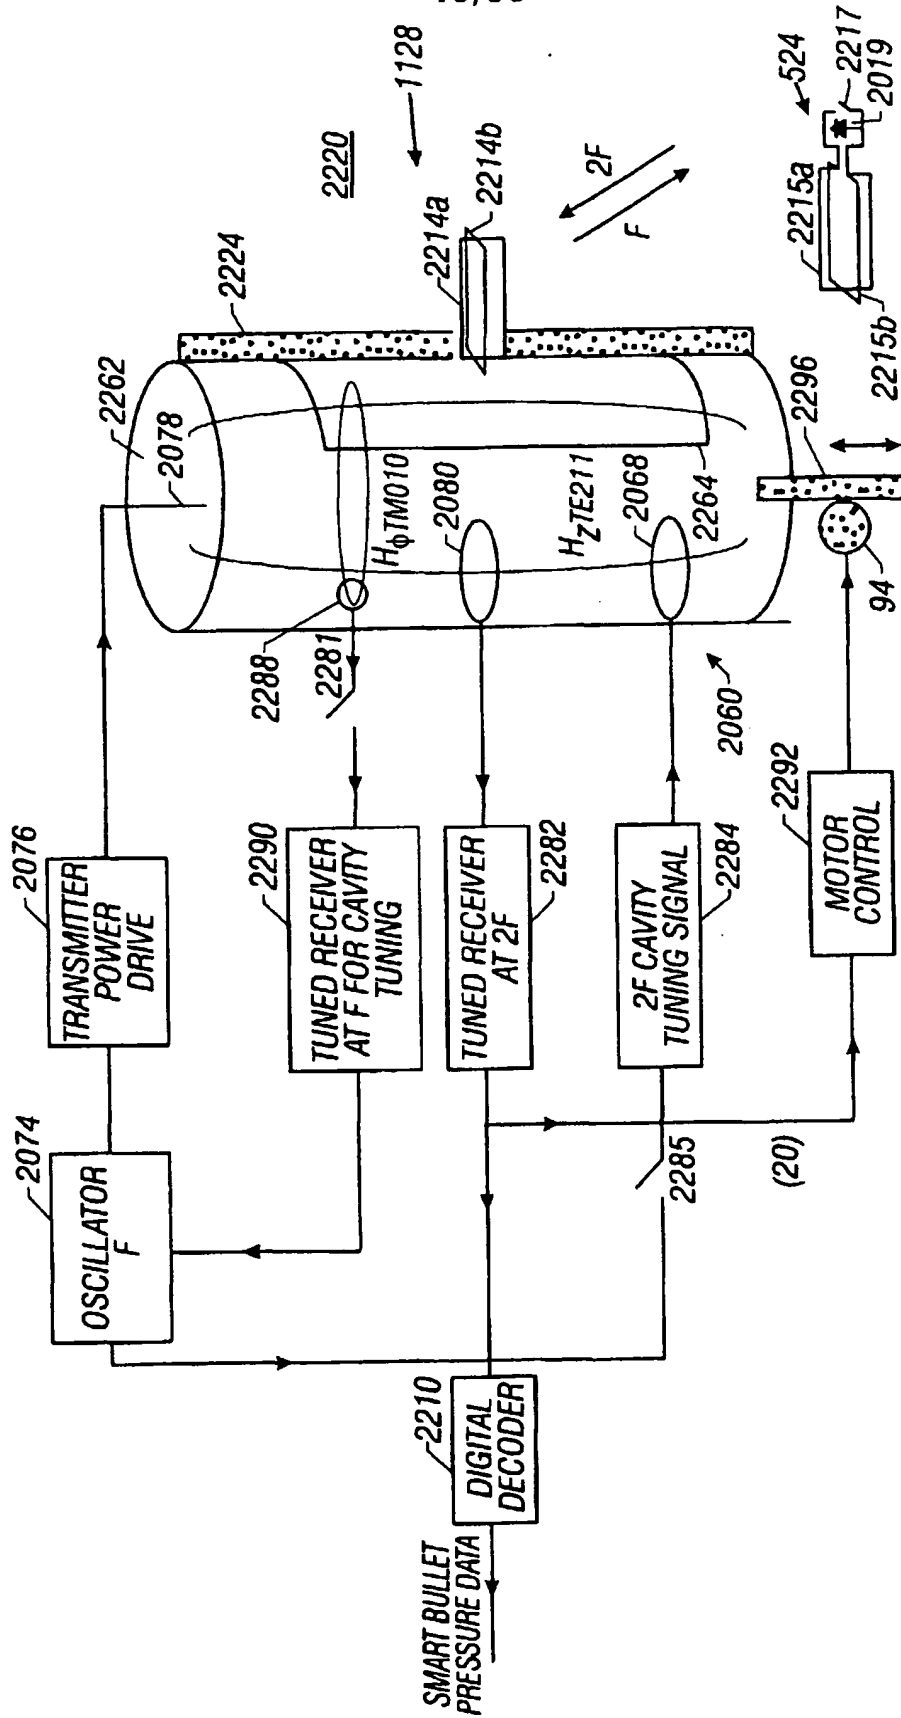 SMART BULLET
PRESSURE DATA
2210
DIGITAL
DECODER
2074
OSCILLATOR
F
2076
TRANSMITTER
POWER
DRIVE
2290
TUNED RECEIVER
AT F FOR CAVITY
TUNING
2282
TUNED RECEIVER
AT 2F
2284
2F CAVITY
TUNING SIGNAL
2285
(20)
2292
MOTOR
CONTROL
2262
2078
2288
2281
HϕTM010
2080
HZTE211
2068
2264
2060
94
2296
2224
2220
1128
2214a
2214b
2F
F
524
2215a
2217
2019
2215b